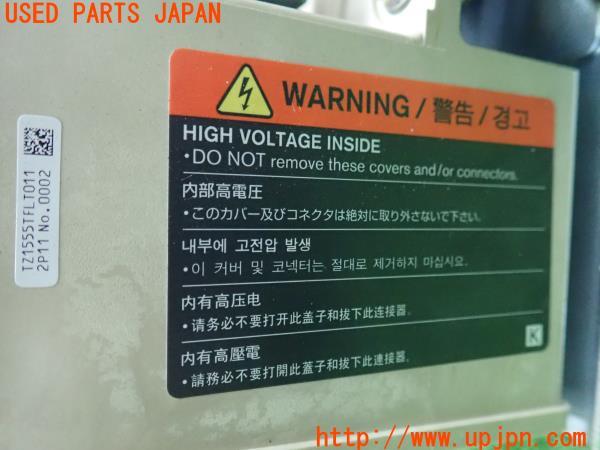 USED PARTS JAPAN
WARNING / 警告 / 경고
HIGH VOLTAGE INSIDE
・DO NOT remove these covers and/or connectors.
内部高電圧
・このカバー及びコネクタは絶対に取り外さないで下さい。
내부에 고전압 발생
・이 커버 및 코넥터는 절대로 제거하지 마십시요.
内有高压电
・请务必不要打开此盖子和拔下此连接器。
内有高壓電
・請務必不要打開此蓋子和拔下此連接器。
K
TZ1555TFLT011
2P11 No.0002
http://www.upjpn.com